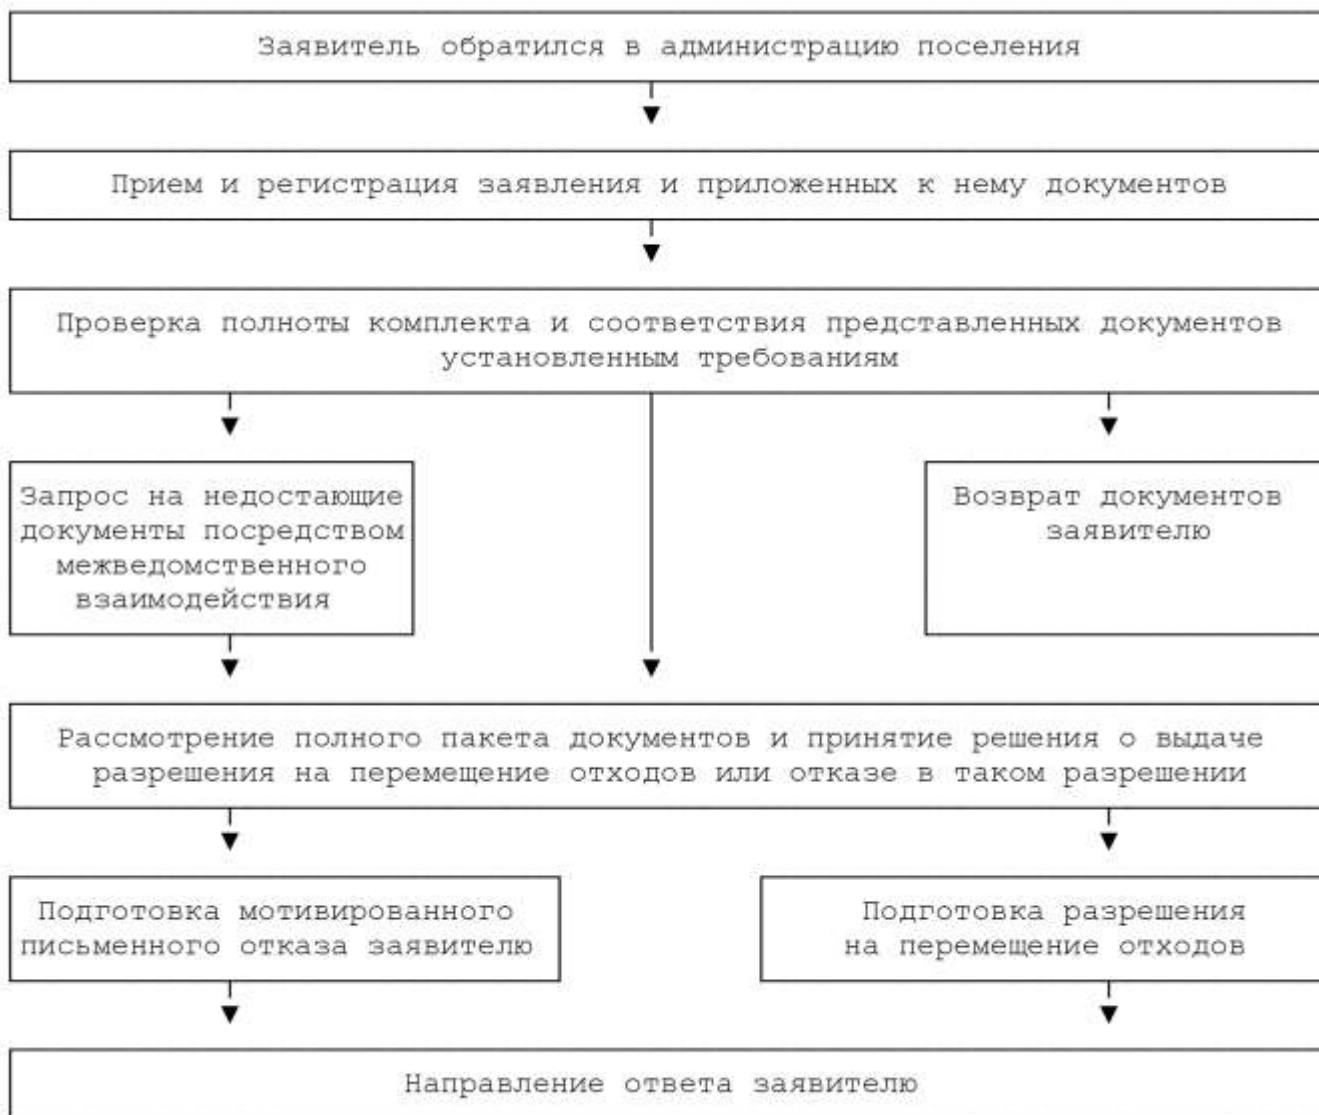 Заявитель обратился в администрацию поселения
Прием и регистрация заявления и приложенных к нему документов
Проверка полноты комплекта и соответствия представленных документов
установленным требованиям
Запрос на недостающие
документы посредством
межведомственного
взаимодействия
Возврат документов
заявителю
Рассмотрение полного пакета документов и принятие решения о выдаче
разрешения на перемещение отходов или отказе в таком разрешении
Подготовка мотивированного
письменного отказа заявителю
Подготовка разрешения
на перемещение отходов
Направление ответа заявителю